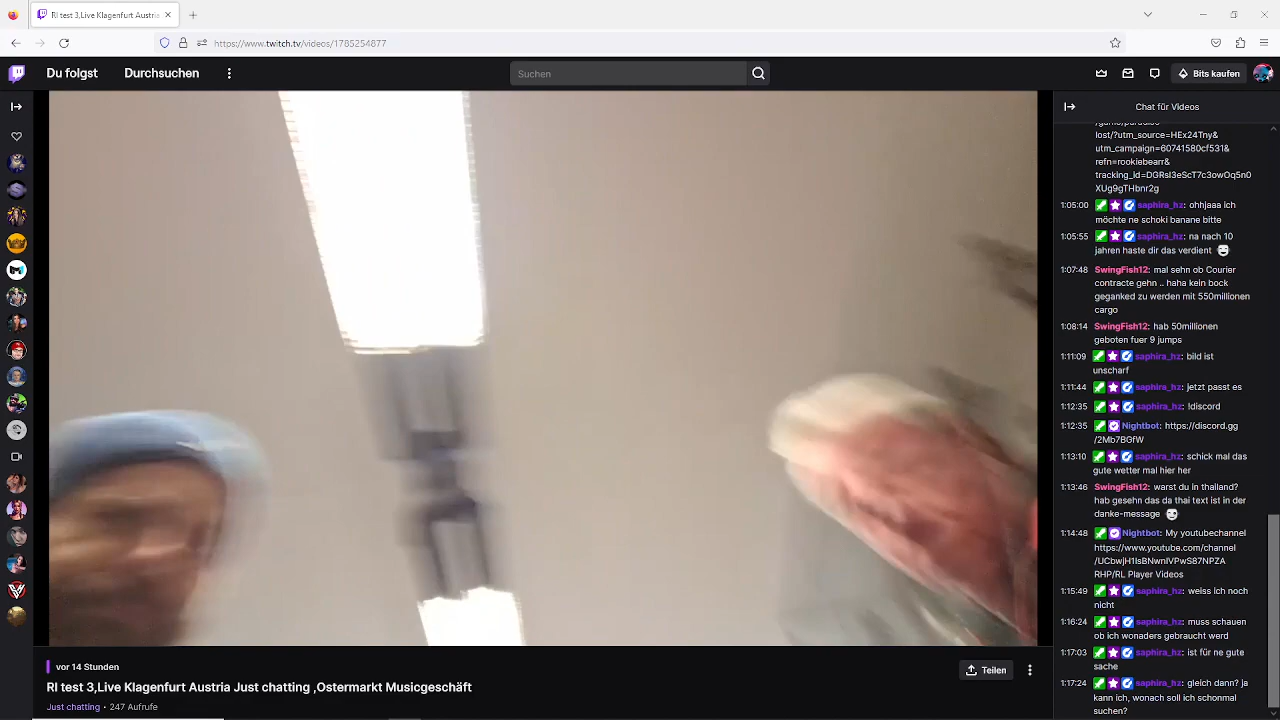 RI test 3,Live Klagenfurt Austria
https://www.twitch.tv/videos/1785254877
Du folgst
Durchsuchen
Suchen
Bits kaufen
Chat für Videos
lost/?utm_source=HEx24Tny&
utm_campaign=60741580cf531&
refn=rookiebear&
tracking_id=DGRsI3eScT7c3owOq5n0
XUg9gTHbnr2g
1:05:00 saphira_hz: ohhjaaa Ich
möchte ne schoki banane bitte
1:05:55 saphira_hz: na nach 10
jahren haste dir das verdient
1:07:48 SwingFish12: mal sehn ob Courier
contracte gehn .. haha kein bock
geganked zu werden mit 550millionen
cargo
1:08:14 SwingFish12: hab 50millionen
geboten fuer 9 jumps
1:11:09 saphira_hz: bild ist
unscharf
1:11:44 saphira_hz: jetzt passt es
1:12:35 saphira_hz: !discord
1:12:35 Nightbot: https://discord.gg
/2Mb7BGfW
1:13:10 saphira_hz: schick mal das
gute wetter mal hier her
1:13:46 SwingFish12: warst du in thailand?
hab gesehn das da thai text ist in der
danke-message
1:14:48 Nightbot: My youtubechannel
https://www.youtube.com/channel
/UCbwjH1IsBNwnIVPwS87NPZA
RHP/RL Player Videos
1:15:49 saphira_hz: weiss Ich noch
nicht
1:16:24 saphira_hz: muss schauen
ob ich wonaders gebraucht werd
1:17:03 saphira_hz: ist für ne gute
sache
1:17:24 saphira_hz: gleich dann? ja
kann ich, wonach soll ich schonmal
suchen?
vor 14 Stunden
RI test 3,Live Klagenfurt Austria Just chatting ,Ostermarkt Musicgeschäft
Just chatting • 247 Aufrufe
Teilen